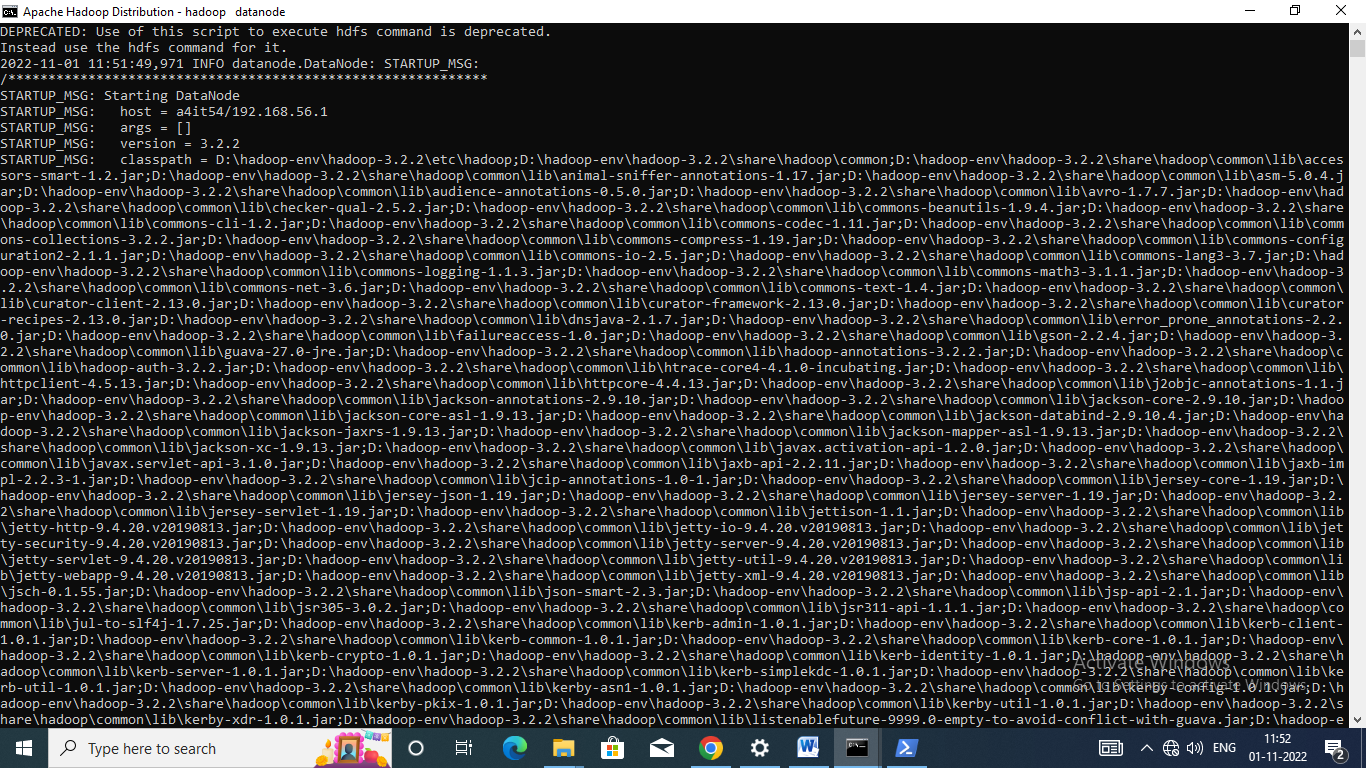 Apache Hadoop Distribution - hadoop   datanode
DEPRECATED: Use of this script to execute hdfs command is deprecated.
Instead use the hdfs command for it.
2022-11-01 11:51:49,971 INFO datanode.DataNode: STARTUP_MSG:
/************************************************************
STARTUP_MSG: Starting DataNode
STARTUP_MSG:   host = a4it54/192.168.56.1
STARTUP_MSG:   args = []
STARTUP_MSG:   version = 3.2.2
STARTUP_MSG:   classpath = D:\hadoop-env\hadoop-3.2.2\etc\hadoop;D:\hadoop-env\hadoop-3.2.2\share\hadoop\common;D:\hadoop-env\hadoop-3.2.2\share\hadoop\common\lib\acces
sors-smart-1.2.jar;D:\hadoop-env\hadoop-3.2.2\share\hadoop\common\lib\animal-sniffer-annotations-1.17.jar;D:\hadoop-env\hadoop-3.2.2\share\hadoop\common\lib\asm-5.0.4.j
ar;D:\hadoop-env\hadoop-3.2.2\share\hadoop\common\lib\audience-annotations-0.5.0.jar;D:\hadoop-env\hadoop-3.2.2\share\hadoop\common\lib\avro-1.7.7.jar;D:\hadoop-env\had
oop-3.2.2\share\hadoop\common\lib\checker-qual-2.5.2.jar;D:\hadoop-env\hadoop-3.2.2\share\hadoop\common\lib\commons-beanutils-1.9.4.jar;D:\hadoop-env\hadoop-3.2.2\share
\hadoop\common\lib\commons-cli-1.2.jar;D:\hadoop-env\hadoop-3.2.2\share\hadoop\common\lib\commons-codec-1.11.jar;D:\hadoop-env\hadoop-3.2.2\share\hadoop\common\lib\comm
ons-collections-3.2.2.jar;D:\hadoop-env\hadoop-3.2.2\share\hadoop\common\lib\commons-compress-1.19.jar;D:\hadoop-env\hadoop-3.2.2\share\hadoop\common\lib\commons-config
uration2-2.1.1.jar;D:\hadoop-env\hadoop-3.2.2\share\hadoop\common\lib\commons-io-2.5.jar;D:\hadoop-env\hadoop-3.2.2\share\hadoop\common\lib\commons-lang3-3.7.jar;D:\had
oop-env\hadoop-3.2.2\share\hadoop\common\lib\commons-logging-1.1.3.jar;D:\hadoop-env\hadoop-3.2.2\share\hadoop\common\lib\commons-math3-3.1.1.jar;D:\hadoop-env\hadoop-3
.2.2\share\hadoop\common\lib\commons-net-3.6.jar;D:\hadoop-env\hadoop-3.2.2\share\hadoop\common\lib\commons-text-1.4.jar;D:\hadoop-env\hadoop-3.2.2\share\hadoop\common\
lib\curator-client-2.13.0.jar;D:\hadoop-env\hadoop-3.2.2\share\hadoop\common\lib\curator-framework-2.13.0.jar;D:\hadoop-env\hadoop-3.2.2\share\hadoop\common\lib\curator
-recipes-2.13.0.jar;D:\hadoop-env\hadoop-3.2.2\share\hadoop\common\lib\dnsjava-2.1.7.jar;D:\hadoop-env\hadoop-3.2.2\share\hadoop\common\lib\error_prone_annotations-2.2.
0.jar;D:\hadoop-env\hadoop-3.2.2\share\hadoop\common\lib\failureaccess-1.0.jar;D:\hadoop-env\hadoop-3.2.2\share\hadoop\common\lib\gson-2.2.4.jar;D:\hadoop-env\hadoop-3.
2.2\share\hadoop\common\lib\guava-27.0-jre.jar;D:\hadoop-env\hadoop-3.2.2\share\hadoop\common\lib\hadoop-annotations-3.2.2.jar;D:\hadoop-env\hadoop-3.2.2\share\hadoop\c
ommon\lib\hadoop-auth-3.2.2.jar;D:\hadoop-env\hadoop-3.2.2\share\hadoop\common\lib\htrace-core4-4.1.0-incubating.jar;D:\hadoop-env\hadoop-3.2.2\share\hadoop\common\lib\
httpclient-4.5.13.jar;D:\hadoop-env\hadoop-3.2.2\share\hadoop\common\lib\httpcore-4.4.13.jar;D:\hadoop-env\hadoop-3.2.2\share\hadoop\common\lib\j2objc-annotations-1.1.j
ar;D:\hadoop-env\hadoop-3.2.2\share\hadoop\common\lib\jackson-annotations-2.9.10.jar;D:\hadoop-env\hadoop-3.2.2\share\hadoop\common\lib\jackson-core-2.9.10.jar;D:\hadoo
p-env\hadoop-3.2.2\share\hadoop\common\lib\jackson-core-asl-1.9.13.jar;D:\hadoop-env\hadoop-3.2.2\share\hadoop\common\lib\jackson-databind-2.9.10.4.jar;D:\hadoop-env\ha
doop-3.2.2\share\hadoop\common\lib\jackson-jaxrs-1.9.13.jar;D:\hadoop-env\hadoop-3.2.2\share\hadoop\common\lib\jackson-mapper-asl-1.9.13.jar;D:\hadoop-env\hadoop-3.2.2\
share\hadoop\common\lib\jackson-xc-1.9.13.jar;D:\hadoop-env\hadoop-3.2.2\share\hadoop\common\lib\javax.activation-api-1.2.0.jar;D:\hadoop-env\hadoop-3.2.2\share\hadoop\
common\lib\javax.servlet-api-3.1.0.jar;D:\hadoop-env\hadoop-3.2.2\share\hadoop\common\lib\jaxb-api-2.2.11.jar;D:\hadoop-env\hadoop-3.2.2\share\hadoop\common\lib\jaxb-im
pl-2.2.3-1.jar;D:\hadoop-env\hadoop-3.2.2\share\hadoop\common\lib\jcip-annotations-1.0-1.jar;D:\hadoop-env\hadoop-3.2.2\share\hadoop\common\lib\jersey-core-1.19.jar;D:\
hadoop-env\hadoop-3.2.2\share\hadoop\common\lib\jersey-json-1.19.jar;D:\hadoop-env\hadoop-3.2.2\share\hadoop\common\lib\jersey-server-1.19.jar;D:\hadoop-env\hadoop-3.2.
2\share\hadoop\common\lib\jersey-servlet-1.19.jar;D:\hadoop-env\hadoop-3.2.2\share\hadoop\common\lib\jettison-1.1.jar;D:\hadoop-env\hadoop-3.2.2\share\hadoop\common\lib
\jetty-http-9.4.20.v20190813.jar;D:\hadoop-env\hadoop-3.2.2\share\hadoop\common\lib\jetty-io-9.4.20.v20190813.jar;D:\hadoop-env\hadoop-3.2.2\share\hadoop\common\lib\jet
ty-security-9.4.20.v20190813.jar;D:\hadoop-env\hadoop-3.2.2\share\hadoop\common\lib\jetty-server-9.4.20.v20190813.jar;D:\hadoop-env\hadoop-3.2.2\share\hadoop\common\lib
\jetty-servlet-9.4.20.v20190813.jar;D:\hadoop-env\hadoop-3.2.2\share\hadoop\common\lib\jetty-util-9.4.20.v20190813.jar;D:\hadoop-env\hadoop-3.2.2\share\hadoop\common\li
b\jetty-webapp-9.4.20.v20190813.jar;D:\hadoop-env\hadoop-3.2.2\share\hadoop\common\lib\jetty-xml-9.4.20.v20190813.jar;D:\hadoop-env\hadoop-3.2.2\share\hadoop\common\lib
\jsch-0.1.55.jar;D:\hadoop-env\hadoop-3.2.2\share\hadoop\common\lib\json-smart-2.3.jar;D:\hadoop-env\hadoop-3.2.2\share\hadoop\common\lib\jsp-api-2.1.jar;D:\hadoop-env\
hadoop-3.2.2\share\hadoop\common\lib\jsr305-3.0.2.jar;D:\hadoop-env\hadoop-3.2.2\share\hadoop\common\lib\jsr311-api-1.1.1.jar;D:\hadoop-env\hadoop-3.2.2\share\hadoop\co
mmon\lib\jul-to-slf4j-1.7.25.jar;D:\hadoop-env\hadoop-3.2.2\share\hadoop\common\lib\kerb-admin-1.0.1.jar;D:\hadoop-env\hadoop-3.2.2\share\hadoop\common\lib\kerb-client-
1.0.1.jar;D:\hadoop-env\hadoop-3.2.2\share\hadoop\common\lib\kerb-common-1.0.1.jar;D:\hadoop-env\hadoop-3.2.2\share\hadoop\common\lib\kerb-core-1.0.1.jar;D:\hadoop-env\
hadoop-3.2.2\share\hadoop\common\lib\kerb-crypto-1.0.1.jar;D:\hadoop-env\hadoop-3.2.2\share\hadoop\common\lib\kerb-identity-1.0.1.jar;D:\hadoop-env\hadoop-3.2.2\share\h
adoop\common\lib\kerb-server-1.0.1.jar;D:\hadoop-env\hadoop-3.2.2\share\hadoop\common\lib\kerb-simplekdc-1.0.1.jar;D:\hadoop-env\hadoop-3.2.2\share\hadoop\common\lib\ke
rb-util-1.0.1.jar;D:\hadoop-env\hadoop-3.2.2\share\hadoop\common\lib\kerby-asn1-1.0.1.jar;D:\hadoop-env\hadoop-3.2.2\share\hadoop\common\lib\kerby-config-1.0.1.jar;D:\h
adoop-env\hadoop-3.2.2\share\hadoop\common\lib\kerby-pkix-1.0.1.jar;D:\hadoop-env\hadoop-3.2.2\share\hadoop\common\lib\kerby-util-1.0.1.jar;D:\hadoop-env\hadoop-3.2.2\s
hare\hadoop\common\lib\kerby-xdr-1.0.1.jar;D:\hadoop-env\hadoop-3.2.2\share\hadoop\common\lib\listenablefuture-9999.0-empty-to-avoid-conflict-with-guava.jar;D:\hadoop-e
Activate Windows
Go to Settings to activate Windows.
Type here to search
ENG
11:52
01-11-2022
2